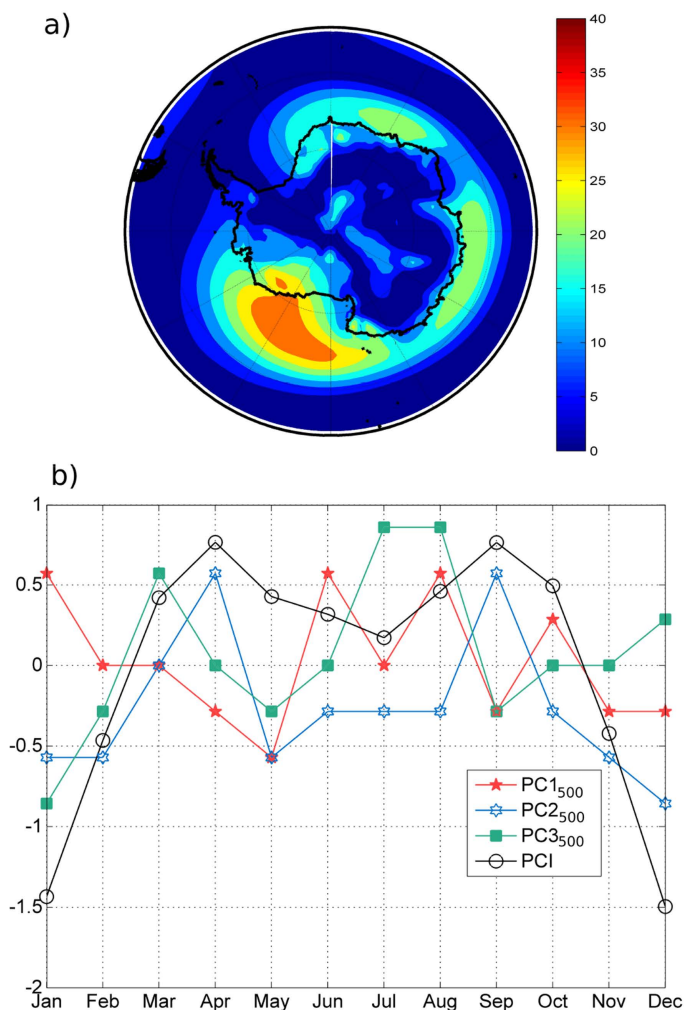 a)
40
35
30
25
20
15
10
5
0
b)
1
0.5
0
-0.5
-1
-1.5
-2
PC1₅₀₀
PC2₅₀₀
PC3₅₀₀
PCI
Jan Feb Mar Apr May Jun Jul Aug Sep Oct Nov Dec